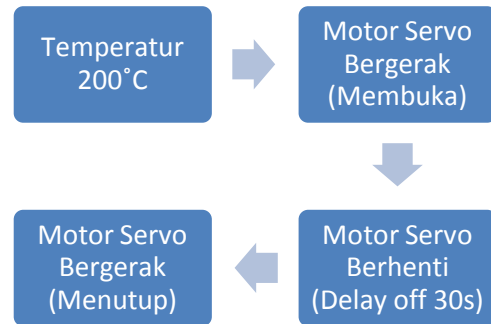 Temperatur
200˚C
Motor Servo
Bergerak
(Membuka)
Motor Servo
Berhenti
(Delay off 30s)
Motor Servo
Bergerak
(Menutup)